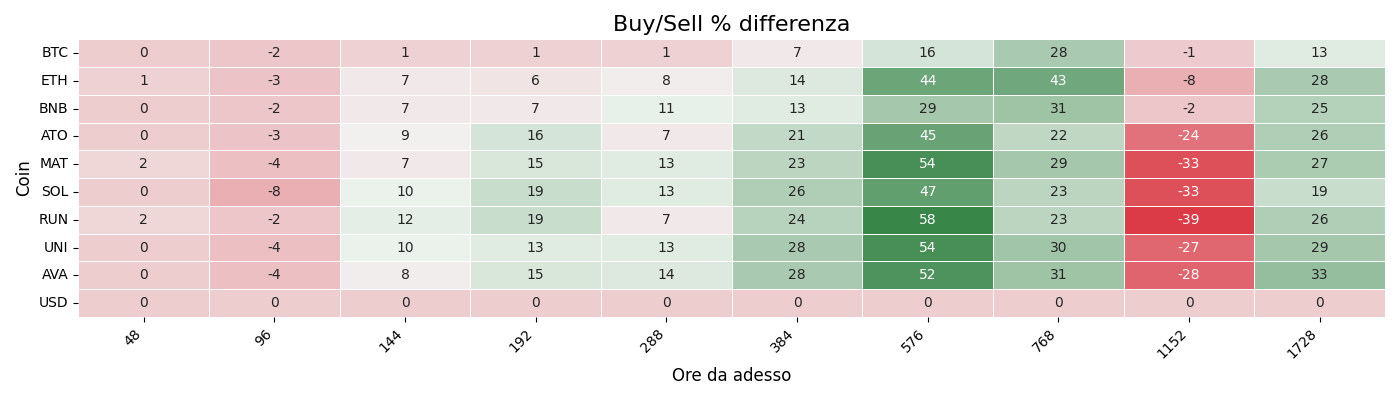 Buy/Sell % differenza
Coin
BTC 0 -2 1 1 1 7 16 28 -1 13
ETH 1 -3 7 6 8 14 44 43 -8 28
BNB 0 -2 7 7 11 13 29 31 -2 25
ATO 0 -3 9 16 7 21 45 22 -24 26
MAT 2 -4 7 15 13 23 54 29 -33 27
SOL 0 -8 10 19 13 26 47 23 -33 19
RUN 2 -2 12 19 7 24 58 23 -39 26
UNI 0 -4 10 13 13 28 54 30 -27 29
AVA 0 -4 8 15 14 28 52 31 -28 33
USD 0 0 0 0 0 0 0 0 0 0
48 96 144 192 288 384 576 768 1152 1728
Ore da adesso